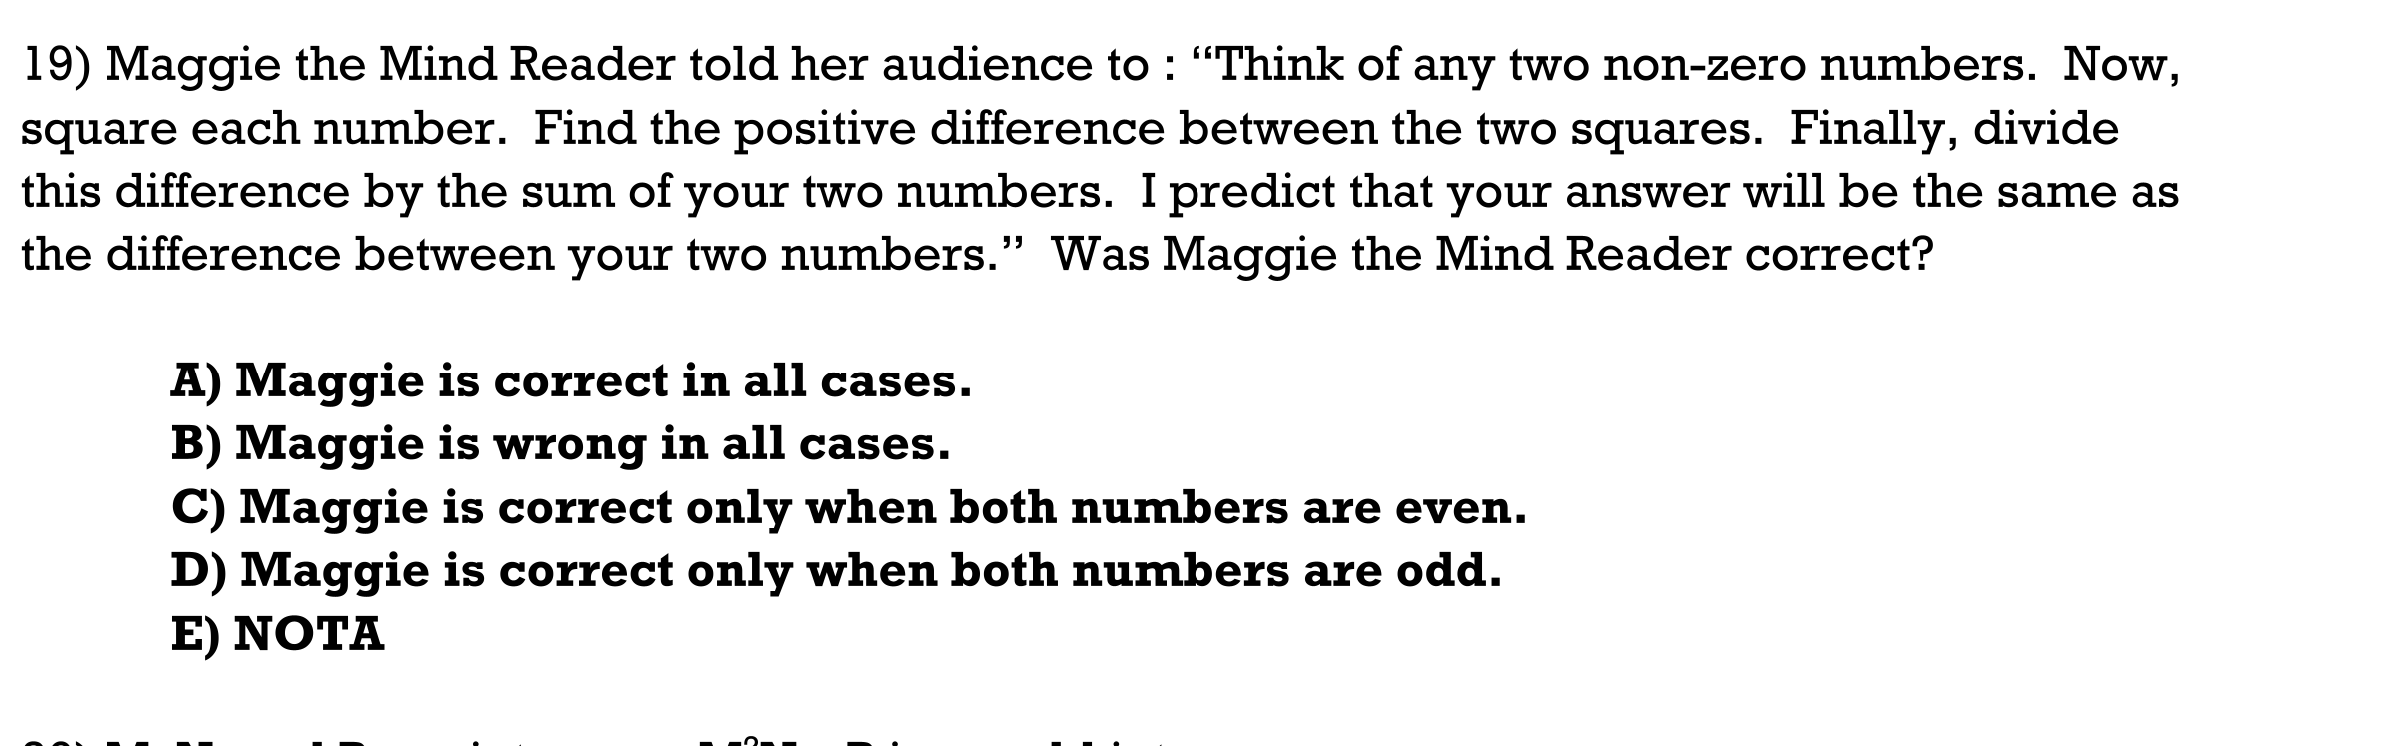 19) Maggie the Mind Reader told her audience to : “Think of any two non-zero numbers.  Now,
square each number.  Find the positive difference between the two squares.  Finally, divide
this difference by the sum of your two numbers.  I predict that your answer will be the same as
the difference between your two numbers.”  Was Maggie the Mind Reader correct?
A) Maggie is correct in all cases.
B) Maggie is wrong in all cases.
C) Maggie is correct only when both numbers are even.
D) Maggie is correct only when both numbers are odd.
E) NOTA